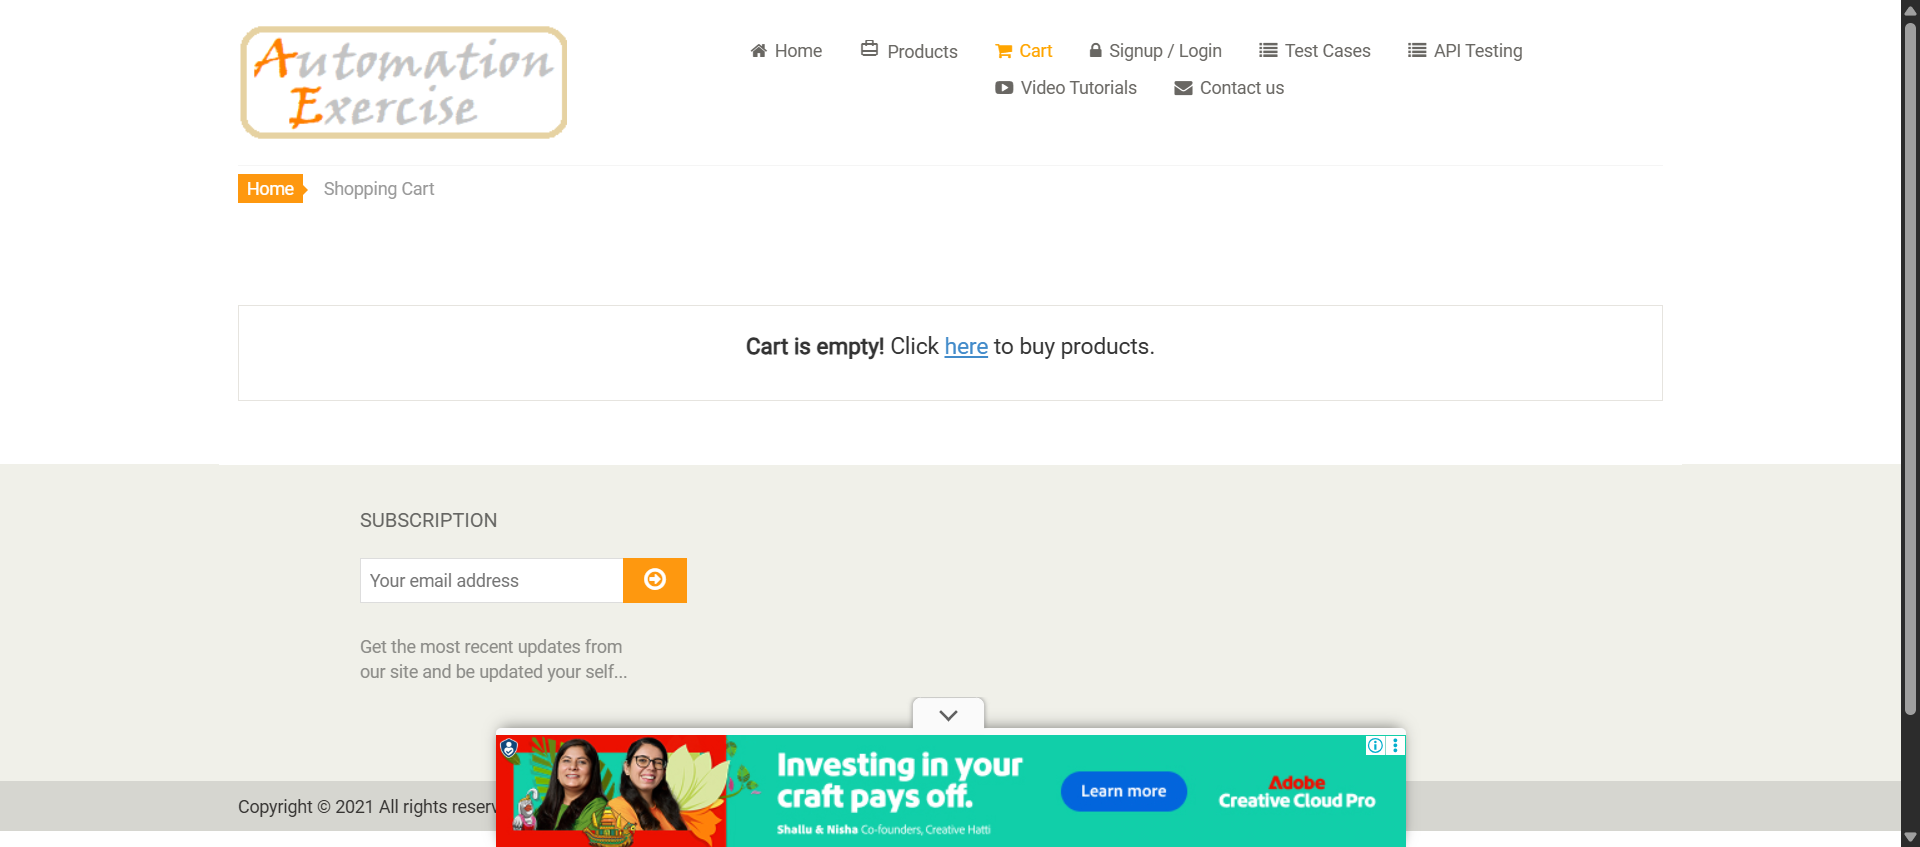 Automation
Exercise
Home
Products
Cart
Signup / Login
Test Cases
API Testing
Video Tutorials
Contact us
Home
Shopping Cart
Cart is empty! Click here to buy products.
SUBSCRIPTION
Your email address
Get the most recent updates from
our site and be updated your self...
Copyright © 2021 All rights reserv
Investing in your
craft pays off.
Shallu & Nisha Co-founders, Creative Hatti
Learn more
Adobe
Creative Cloud Pro